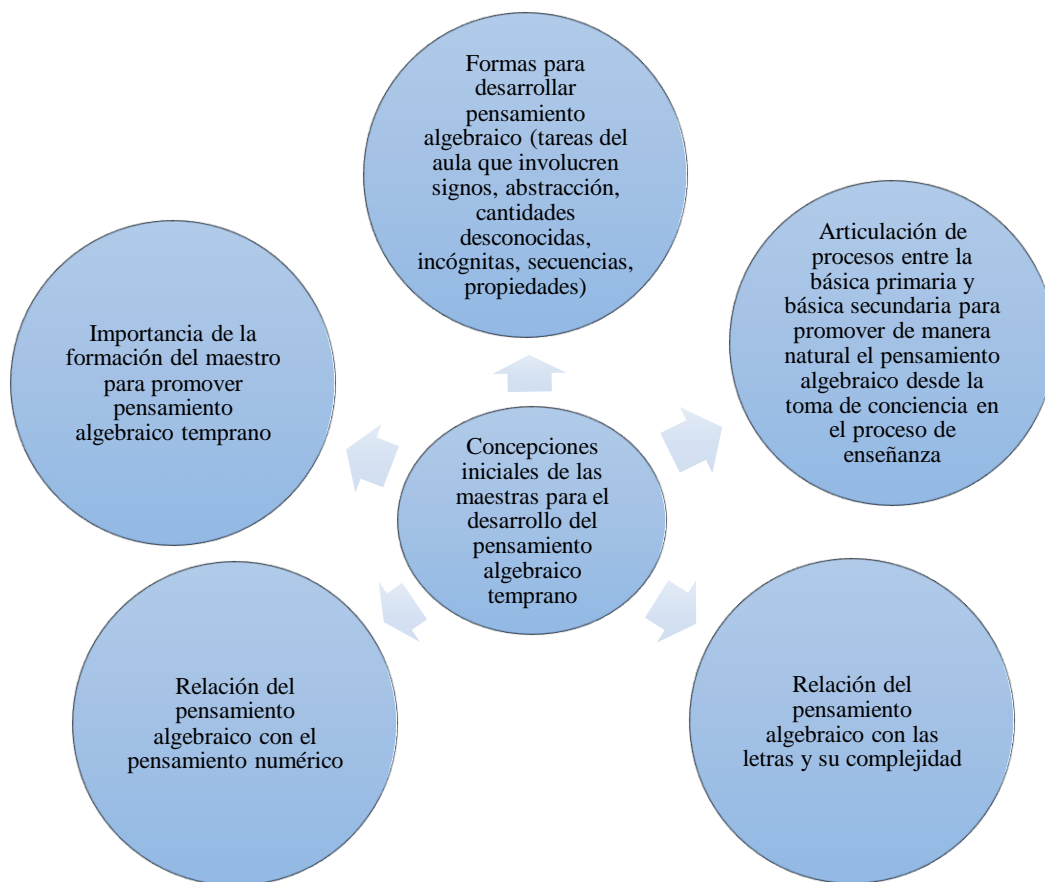 Formas para
desarrollar
pensamiento
algebraico (tareas del
aula que involucren
signos, abstracción,
cantidades
desconocidas,
incógnitas, secuencias,
propiedades)
Articulación de
procesos entre la
básica primaria y
básica secundaria para
promover de manera
natural el pensamiento
algebraico desde la
toma de conciencia en
el proceso de
enseñanza
Importancia de la
formación del maestro
para promover
pensamiento
algebraico temprano
Concepciones
iniciales de las
maestras para el
desarrollo del
pensamiento
algebraico
temprano
Relación del
pensamiento
algebraico con el
pensamiento numérico
Relación del
pensamiento
algebraico con las
letras y su complejidad